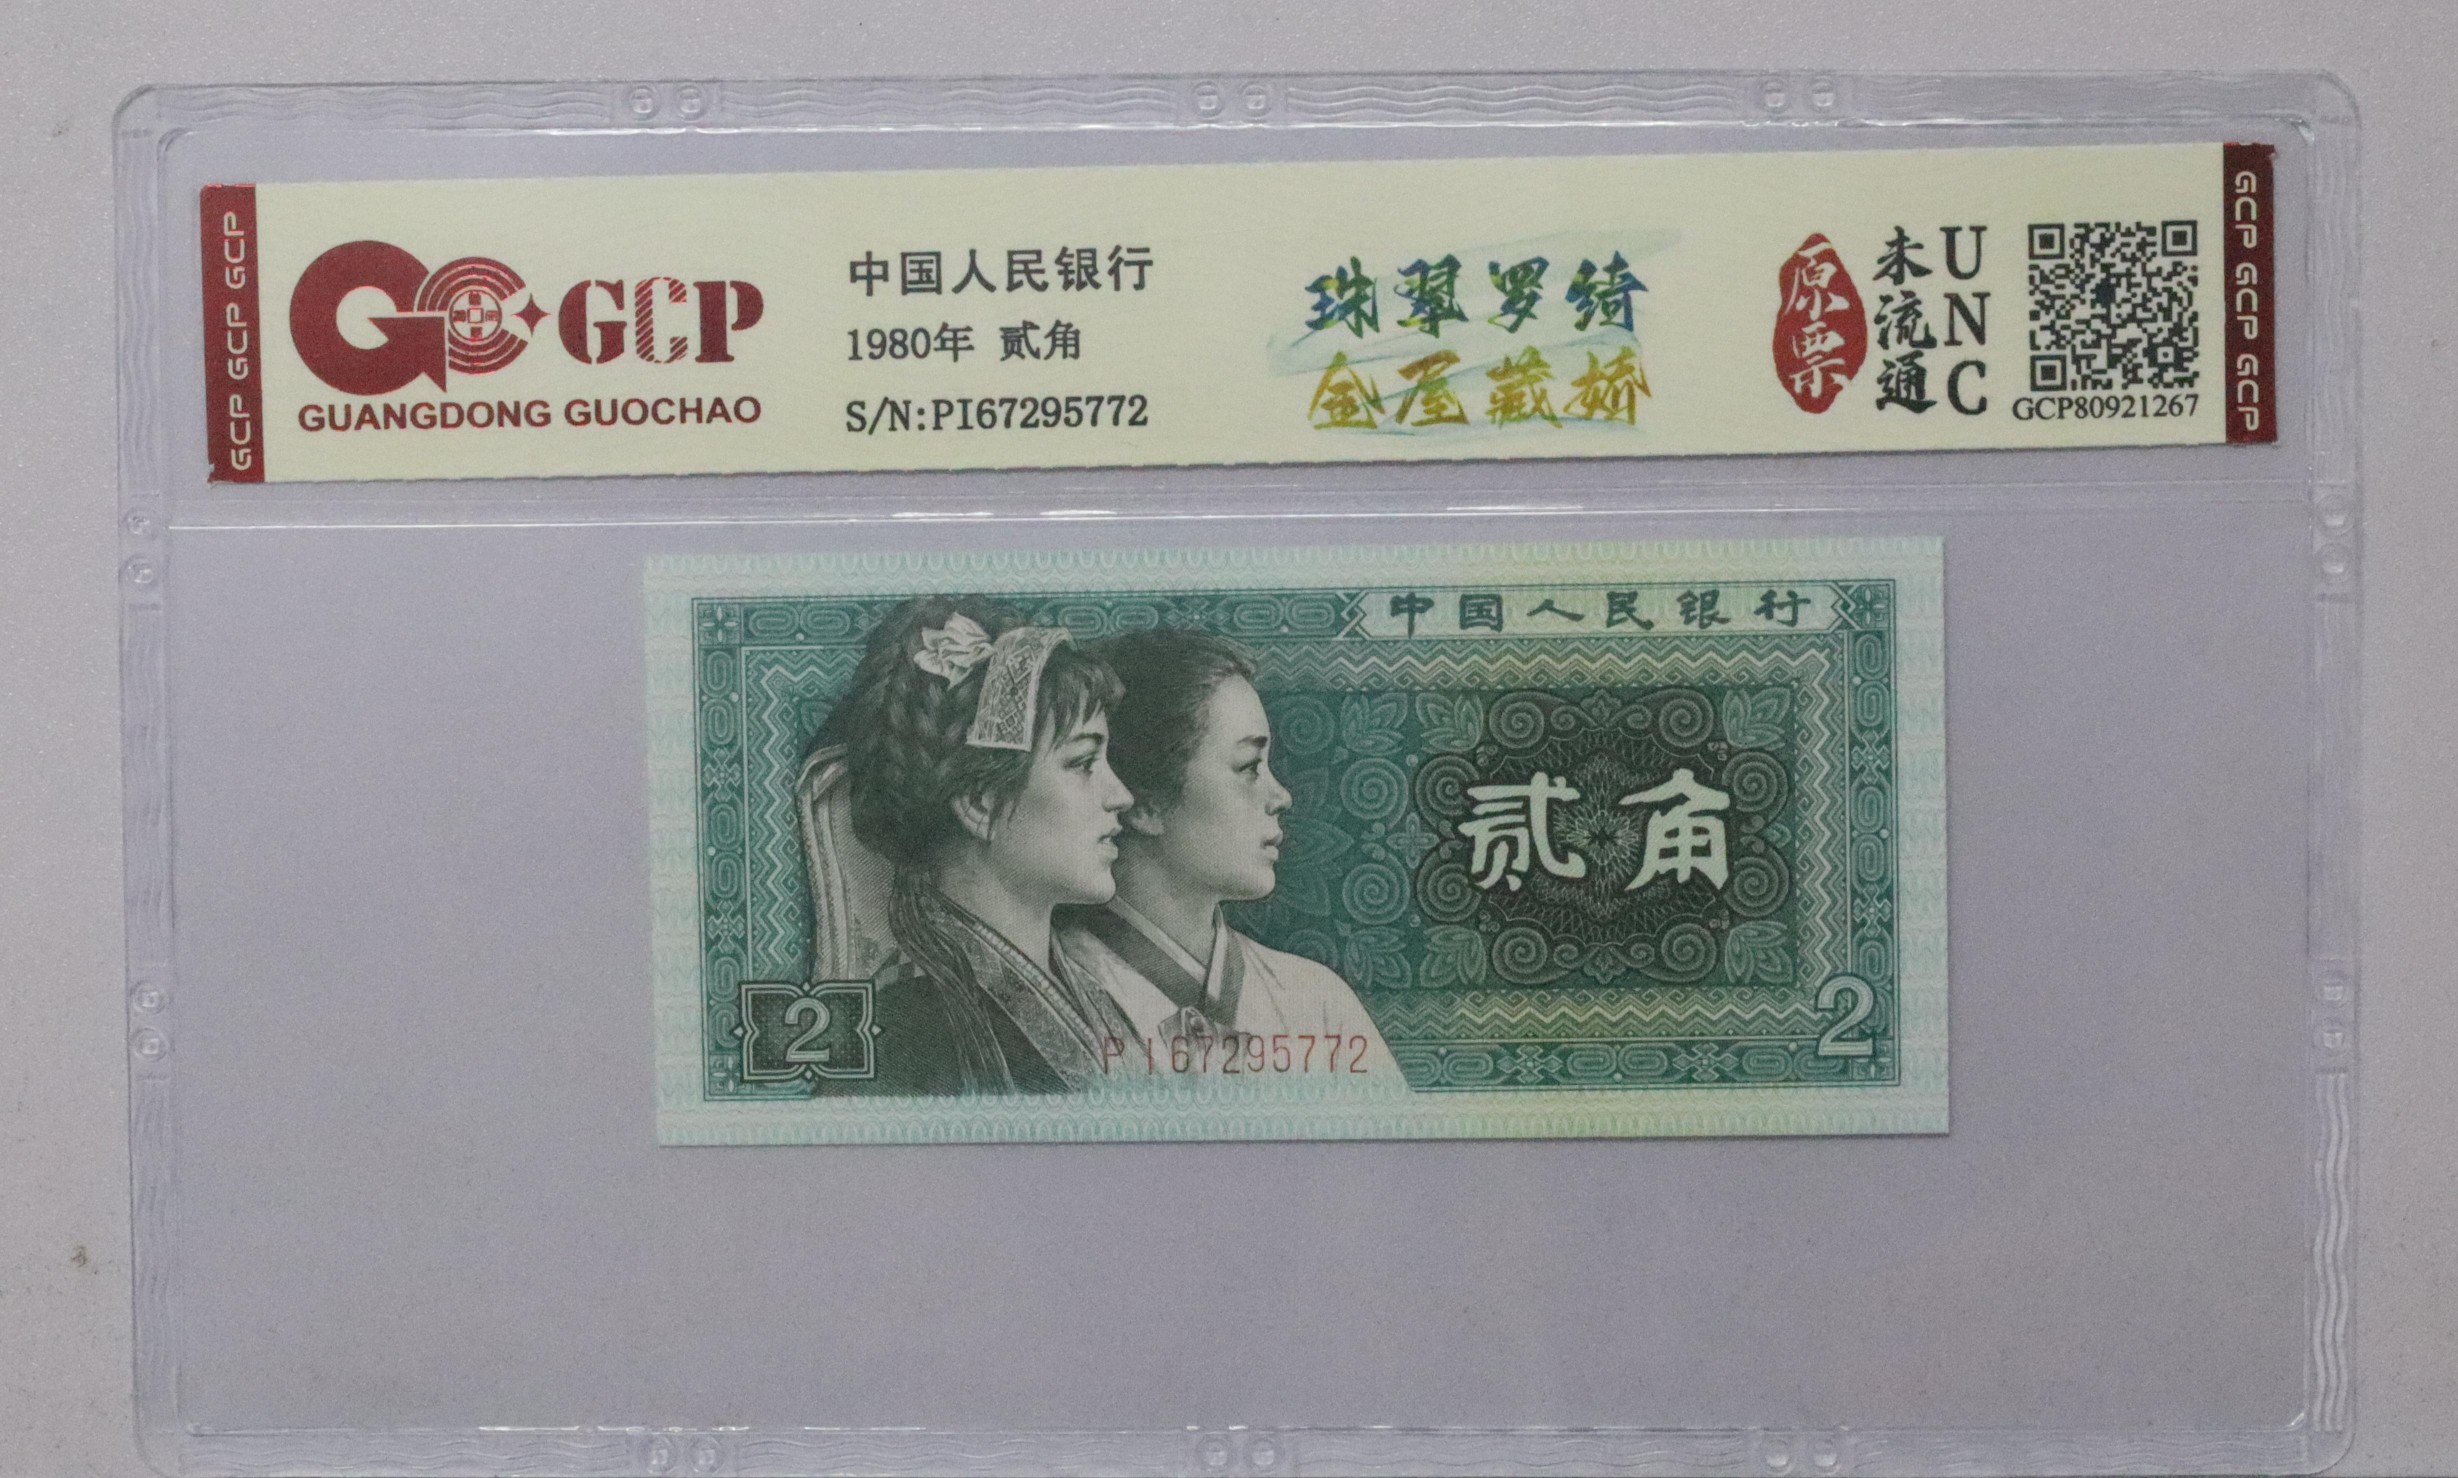 GCP GCP GCP
GCP
GUANGDONG GUOCHAO
中国人民银行
1980年 贰角
S/N:PI67295772
珠翠罗绮
金屋藏娇
原票
未流通
UNC
GCP80921267
GCP GCP GCP
中国人民银行
贰角
2
PI67295772
2